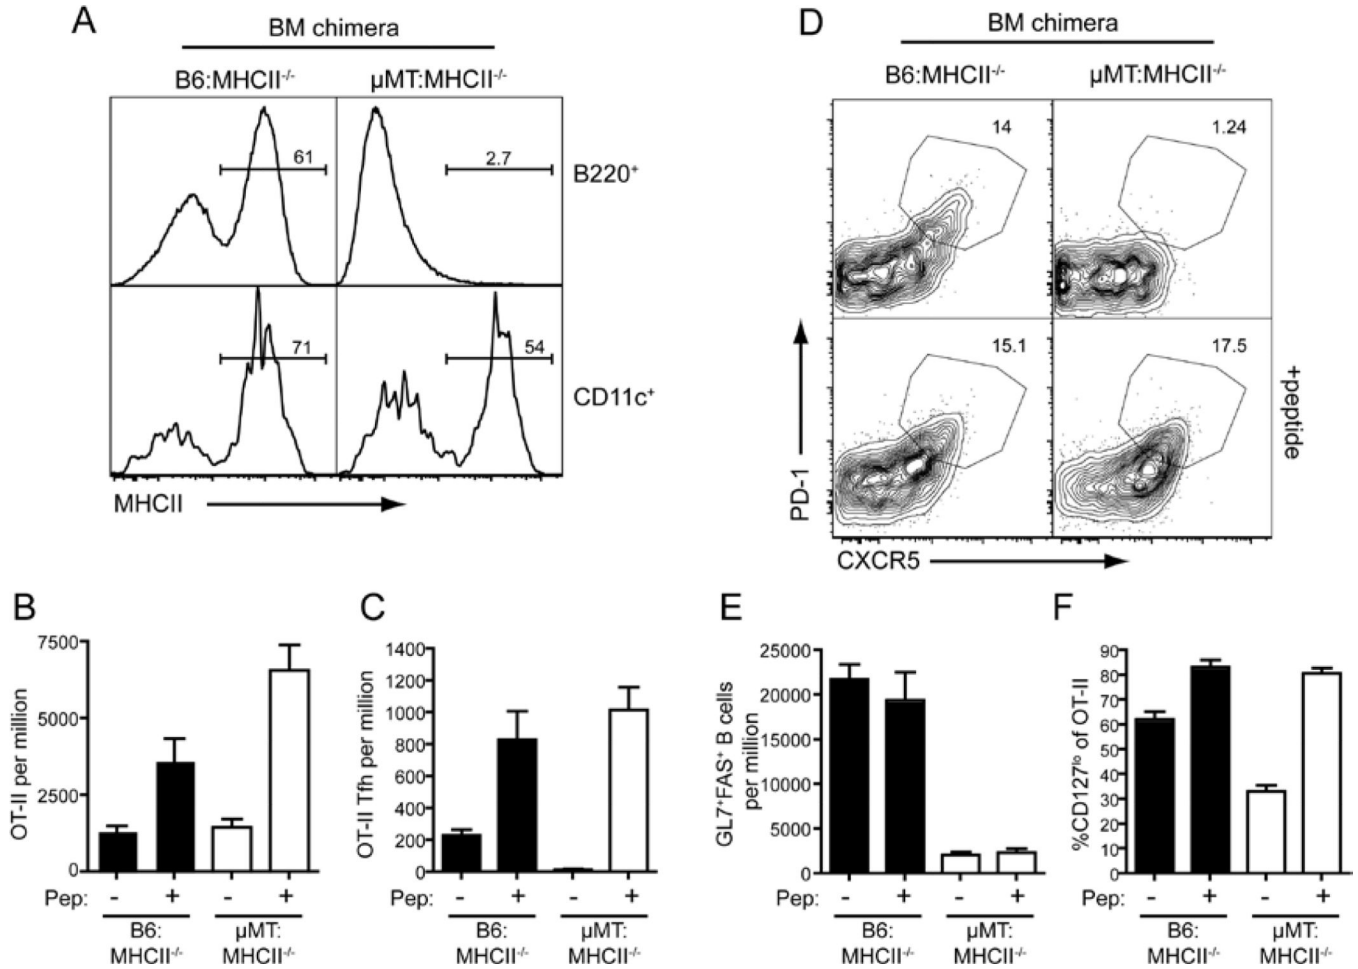 A
BM chimera
B6:MHCII-/-
µMT:MHCII-/-
61
2.7
B220+
71
54
CD11c+
MHCII
D
BM chimera
B6:MHCII-/-
µMT:MHCII-/-
14
1.24
15.1
17.5
+peptide
PD-1
CXCR5
B
OT-II per million
7500
5000
2500
0
Pep:
-
+
-
+
B6:
MHCII-/-
µMT:
MHCII-/-
C
OT-II Tfh per million
1400
1200
1000
800
600
400
200
0
-
+
-
+
B6:
MHCII-/-
µMT:
MHCII-/-
E
GL7+FAS+ B cells
per million
25000
20000
15000
10000
5000
0
Pep:
-
+
-
+
B6:
MHCII-/-
µMT:
MHCII-/-
F
%CD127lo of OT-II
90
80
70
60
50
40
30
20
10
0
-
+
-
+
B6:
MHCII-/-
µMT:
MHCII-/-